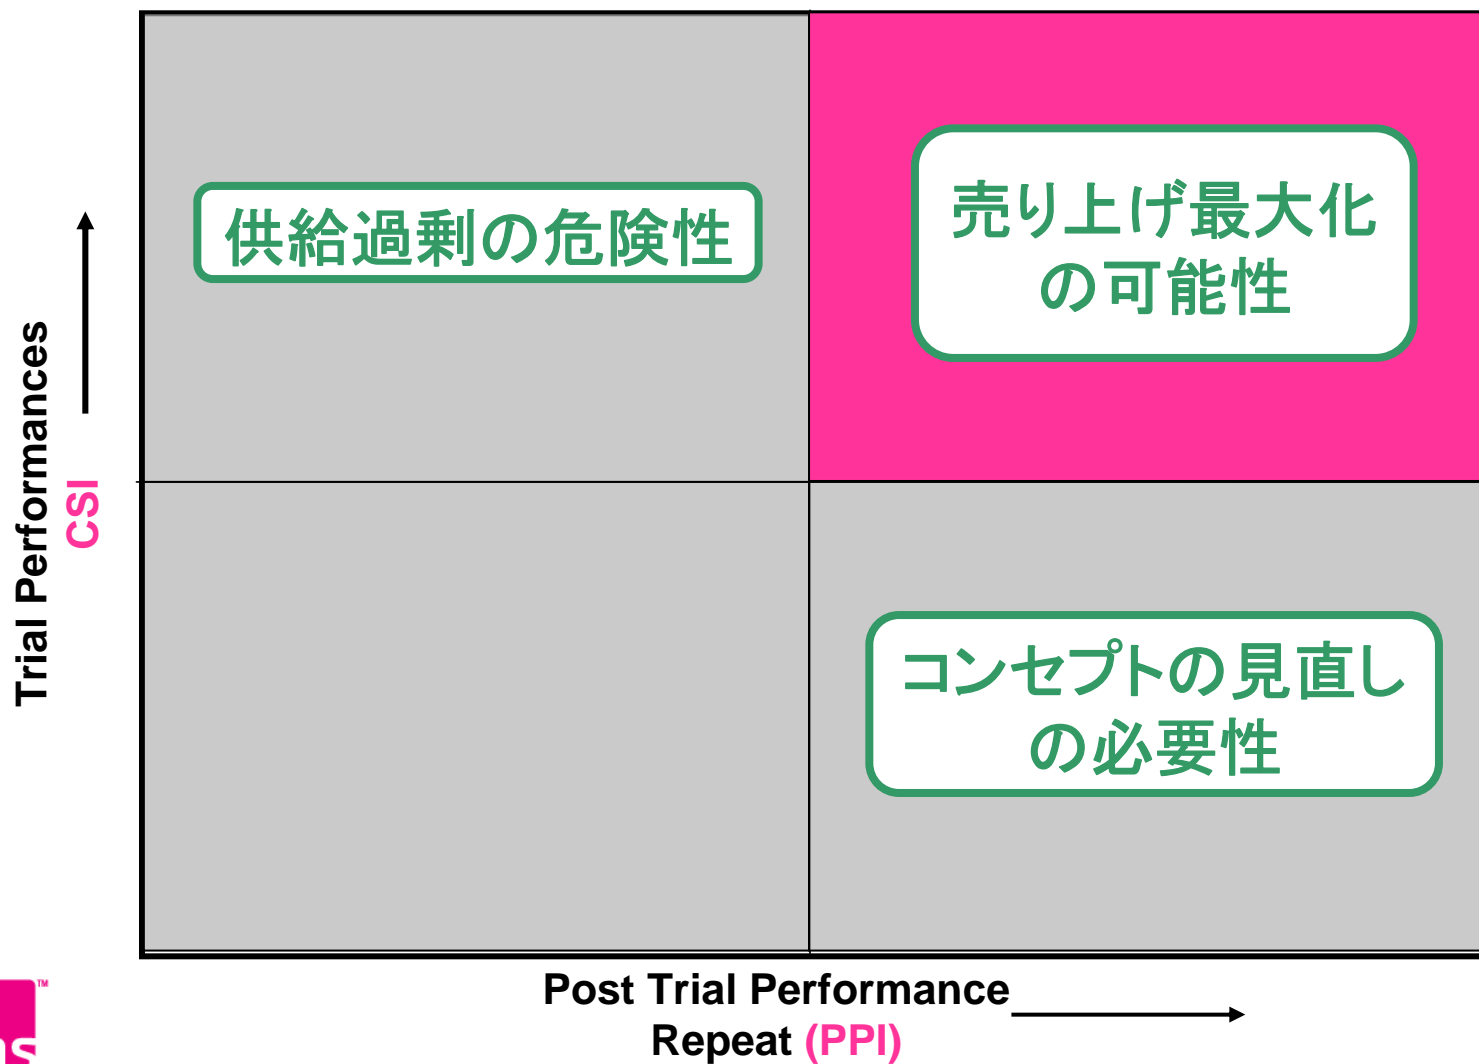 供給過剰の危険性
売り上げ最大化
の可能性
Trial Performances
CSI
コンセプトの見直し
の必要性
Post Trial Performance
Repeat (PPI)
ns
TM